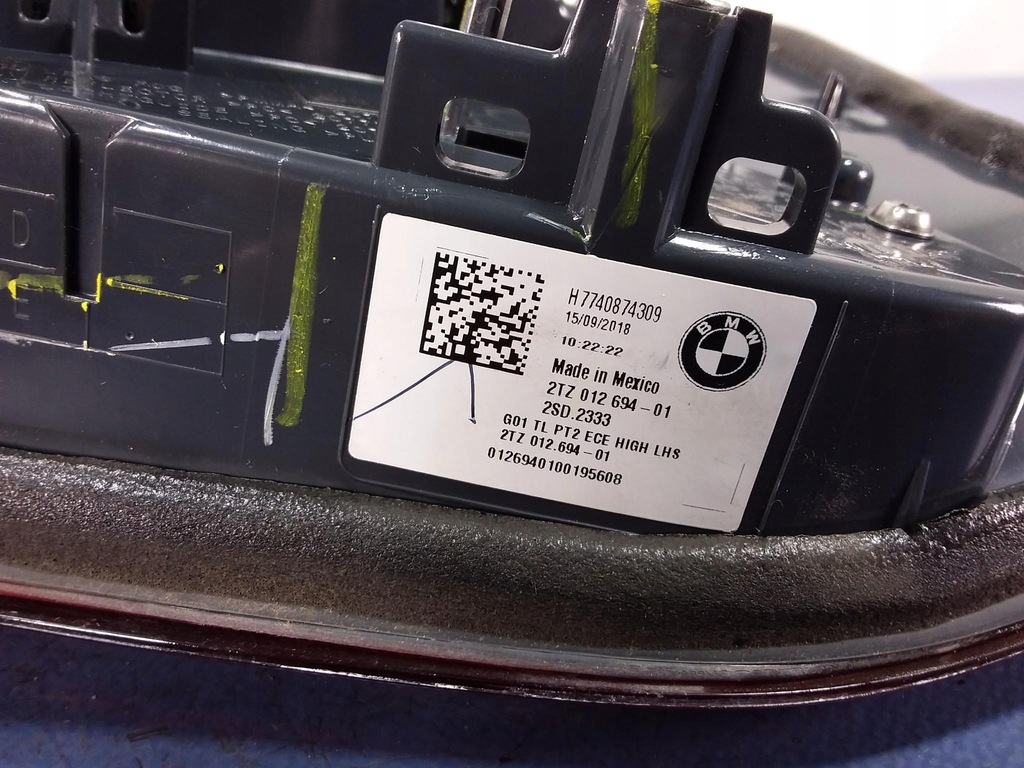 D
E
H7740874309
15/09/2018
10:22:22
BMW
Made in Mexico
2TZ 012 694-01
2SD.2333
G01 TL PT2 ECE HIGH LHS
2TZ 012.694-01
0126940100195608